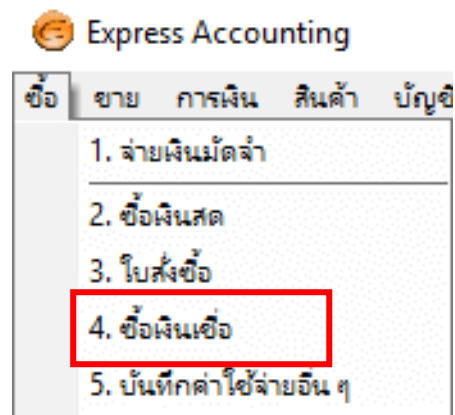 Express Accounting
ซื้อ ขาย การเงิน สินค้า บัญชี
1. จ่ายเงินมัดจำ
2. ซื้อเงินสด
3. ใบสั่งซื้อ
4. ซื้อเงินเชื่อ
5. บันทึกค่าใช้จ่ายอื่น ๆ